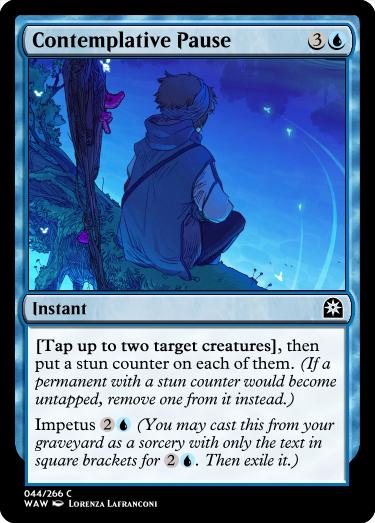 Contemplative Pause 3
Instant
[Tap up to two target creatures], then
put a stun counter on each of them. (If a
permanent with a stun counter would become
untapped, remove one from it instead.)
Impetus 2 (You may cast this from your
graveyard as a sorcery with only the text in
square brackets for 2. Then exile it.)
044/266 C
WAW Lorenza Lafranconi